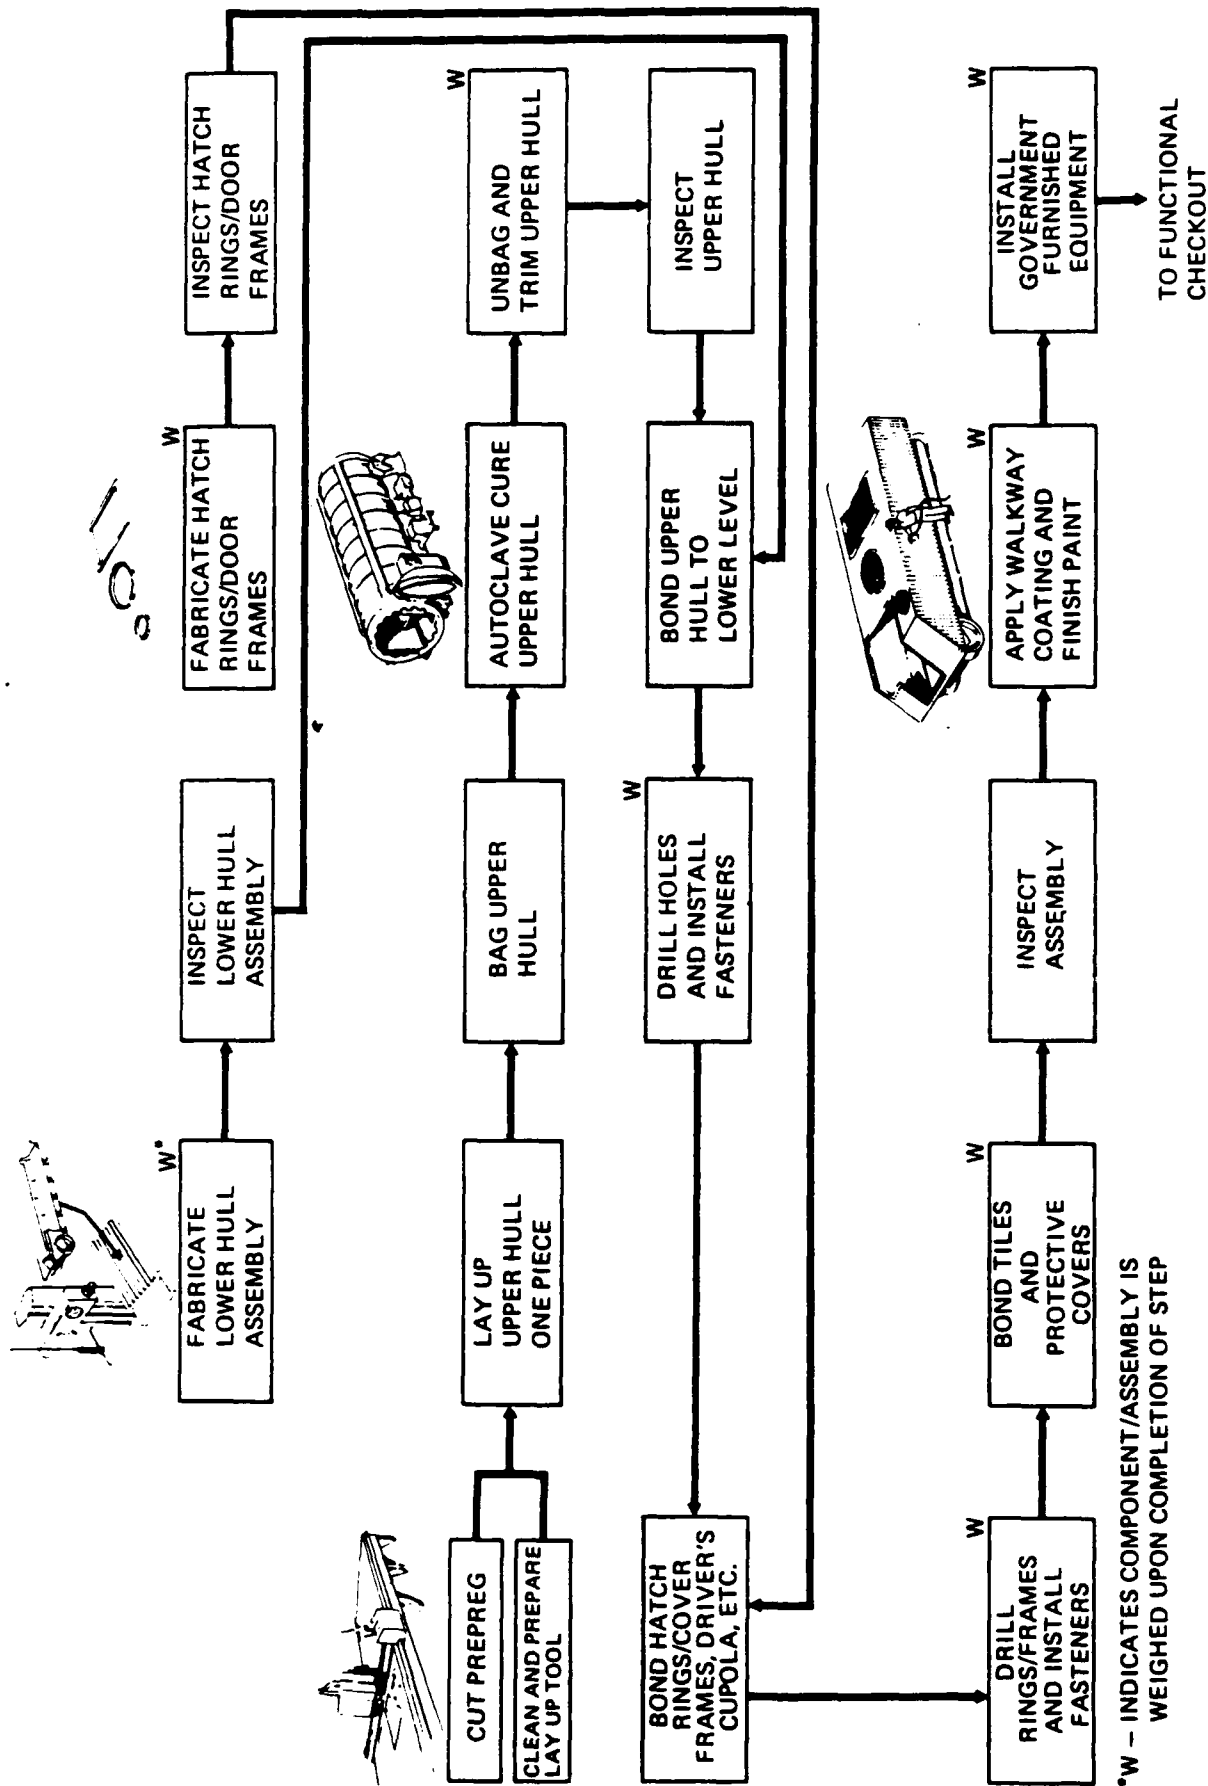 W*
FABRICATE
LOWER HULL
ASSEMBLY
INSPECT
LOWER HULL
ASSEMBLY
W
FABRICATE HATCH
RINGS/DOOR
FRAMES
INSPECT HATCH
RINGS/DOOR
FRAMES
CUT PREPREG
CLEAN AND PREPARE
LAY UP TOOL
LAY UP
UPPER HULL
ONE PIECE
BAG UPPER
HULL
AUTOCLAVE CURE
UPPER HULL
W
UNBAG AND
TRIM UPPER HULL
INSPECT
UPPER HULL
BOND UPPER
HULL TO
LOWER LEVEL
W
DRILL HOLES
AND INSTALL
FASTENERS
BOND HATCH
RINGS/COVER
FRAMES, DRIVER'S
CUPOLA, ETC.
W
DRILL
RINGS/FRAMES
AND INSTALL
FASTENERS
W
BOND TILES
AND
PROTECTIVE
COVERS
INSPECT
ASSEMBLY
W
APPLY WALKWAY
COATING AND
FINISH PAINT
W
INSTALL
GOVERNMENT
FURNISHED
EQUIPMENT
TO FUNCTIONAL
CHECKOUT
*W – INDICATES COMPONENT/ASSEMBLY IS
WEIGHED UPON COMPLETION OF STEP